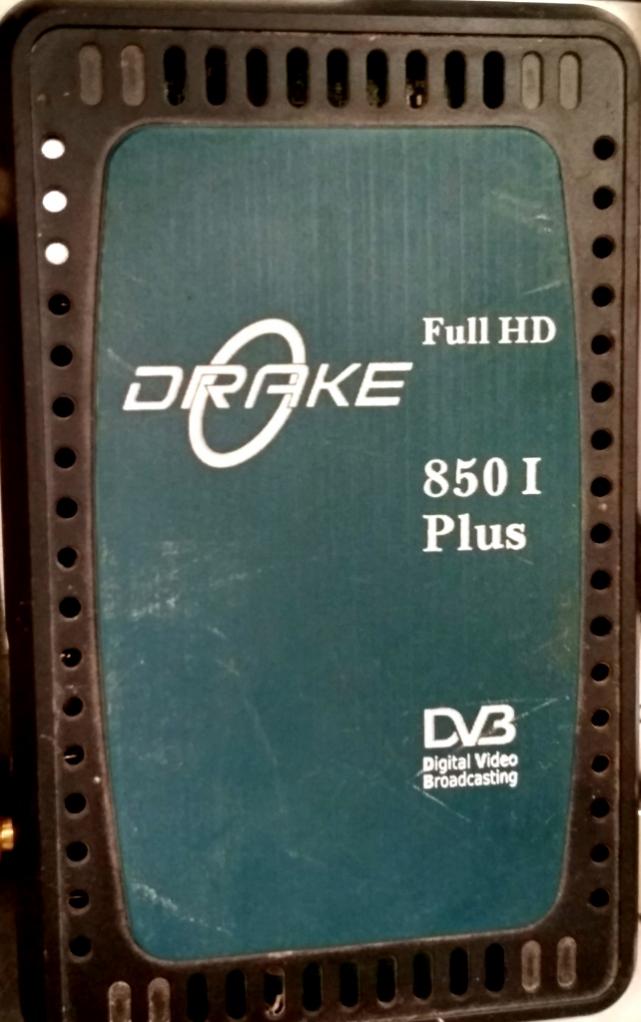 Full HD
DRAKE
850 I
Plus
DVB
Digital Video
Broadcasting